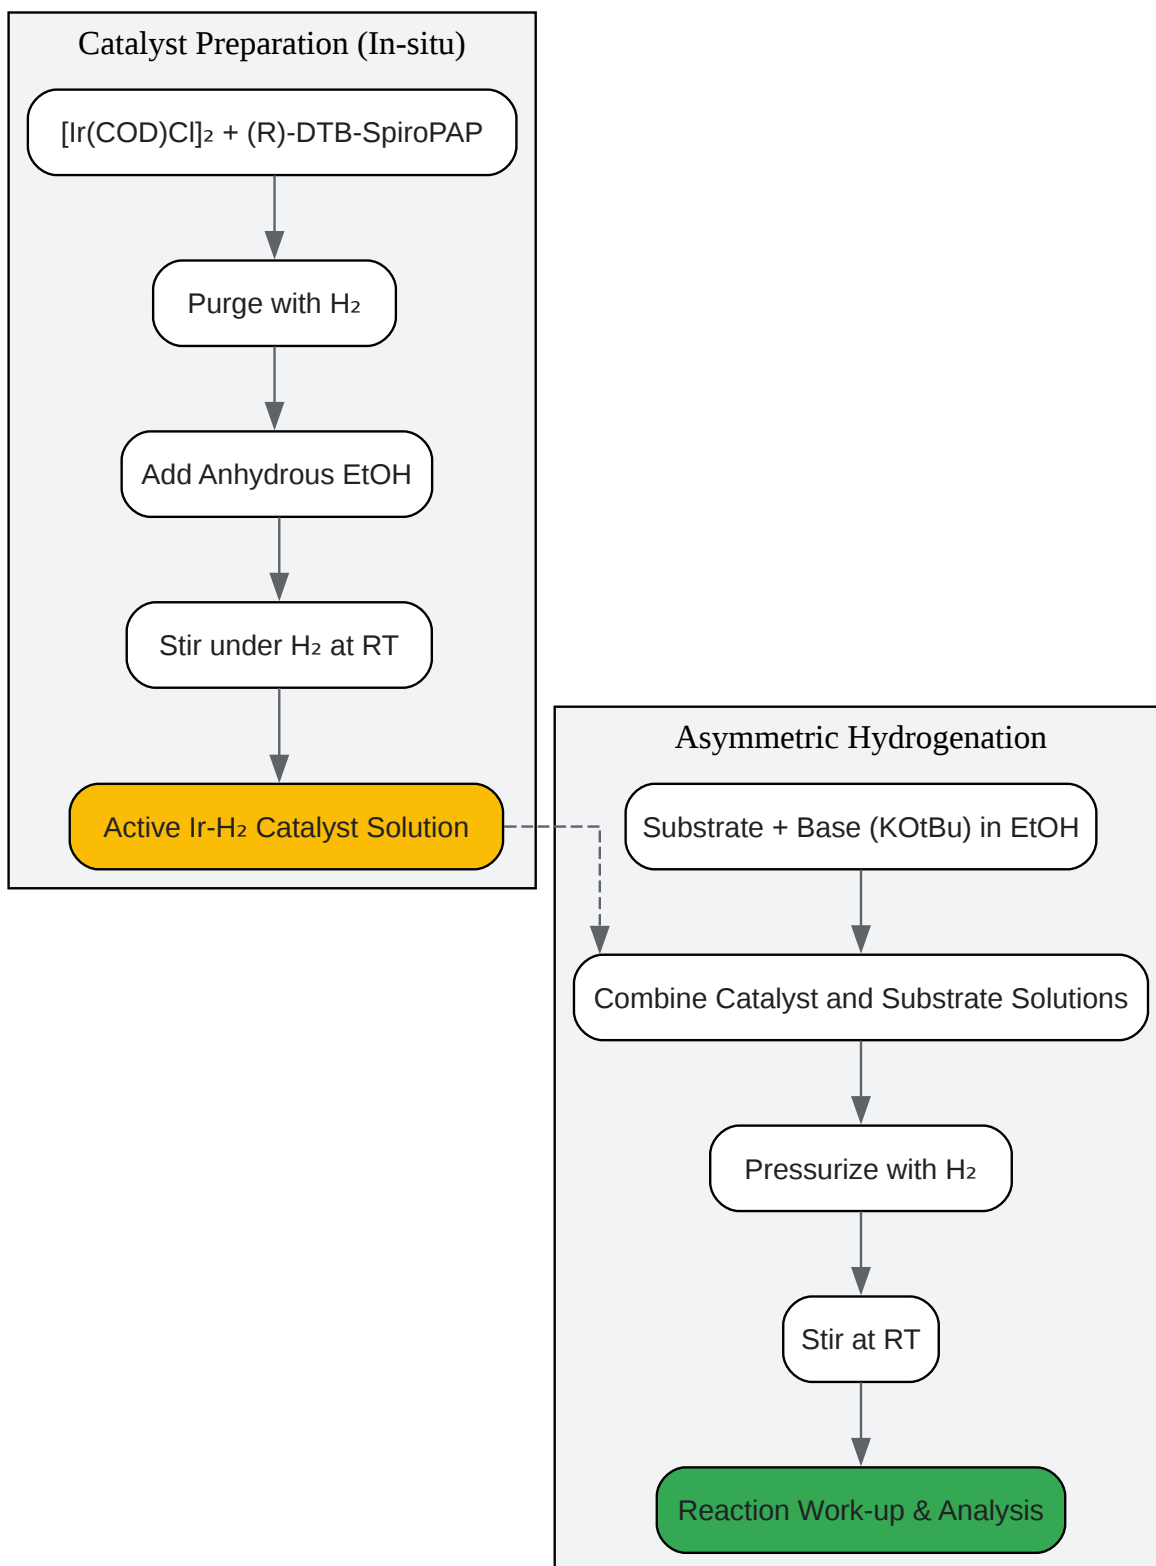 Catalyst Preparation (In-situ)
[Ir(COD)Cl]₂ + (R)-DTB-SpiroPAP
Purge with H₂
Add Anhydrous EtOH
Stir under H₂ at RT
Active Ir-H₂ Catalyst Solution
Asymmetric Hydrogenation
Substrate + Base (KOtBu) in EtOH
Combine Catalyst and Substrate Solutions
Pressurize with H₂
Stir at RT
Reaction Work-up & Analysis